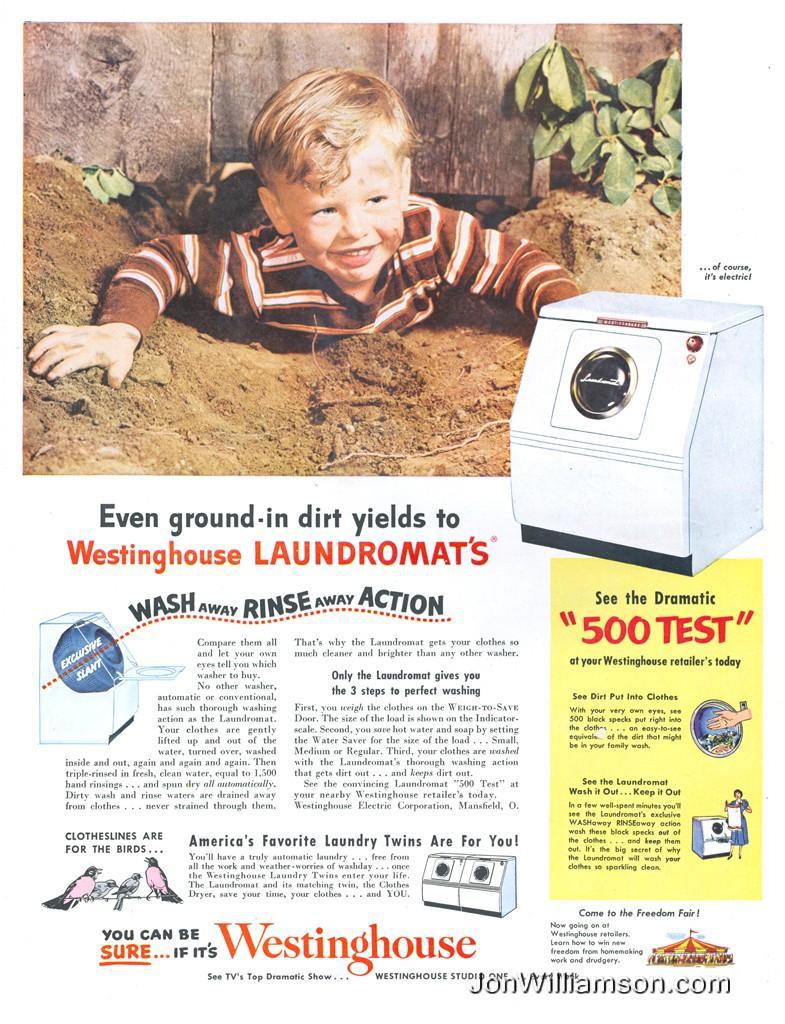 ...of course,
it's electric!
WESTINGHOUSE
Laundromat
Even ground-in dirt yields to
Westinghouse LAUNDROMAT'S®
WASH AWAY RINSE AWAY ACTION
EXCLUSIVE
SLANT
Compare them all
and let your own
eyes tell you which
washer to buy.
No other washer,
automatic or conventional,
has such thorough washing
action as the Laundromat.
Your clothes are gently
lifted up and out of the
water, turned over, washed
inside and out, again and again and again. Then
triple-rinsed in fresh, clean water, equal to 1,500
hand rinsings . . . and spun dry all automatically.
Dirty wash and rinse waters are drained away
from clothes . . . never strained through them.
That's why the Laundromat gets your clothes so
much cleaner and brighter than any other washer.
Only the Laundromat gives you
the 3 steps to perfect washing
First, you weigh the clothes on the WEIGH-TO-SAVE
Door. The size of the load is shown on the Indicator-
scale. Second, you save hot water and soap by setting
the Water Saver for the size of the load . . . Small,
Medium or Regular. Third, your clothes are washed
with the Laundromat's thorough washing action
that gets dirt out . . . and keeps dirt out.
See the convincing Laundromat "500 Test" at
your nearby Westinghouse retailer's today.
Westinghouse Electric Corporation, Mansfield, O.
See the Dramatic
"500 TEST"
at your Westinghouse retailer's today
See Dirt Put Into Clothes
With your very own eyes, see
500 black specks put right into
the clothes . . . an easy-to-see
of the dirt that might
be in your family wash.
See the Laundromat
Wash it Out...Keep it Out
In a few well-spent minutes you'll
see the Laundromat's exclusive
WASHaway RINSEaway action
wash these black specks out of
the clothes . . . and keep them
out. It's the big secret of why
the Laundromat will wash your
clothes so sparkling clean.
CLOTHESLINES ARE
FOR THE BIRDS...
America's Favorite Laundry Twins Are For You!
You'll have a truly automatic laundry . . . free from
all the work and weather-worries of washday . . . once
the Westinghouse Laundry Twins enter your life.
The Laundromat and its matching twin, the Clothes
Dryer, save your time, your clothes . . . and YOU.
Come to the Freedom Fair!
Now going on at
Westinghouse retailers.
Learn how to win new
freedom from homemaking
work and drudgery.
YOU CAN BE
SURE...IF IT'S Westinghouse
See TV's Top Dramatic Show . . . WESTINGHOUSE STUDIO ONE
JonWilliamson.com